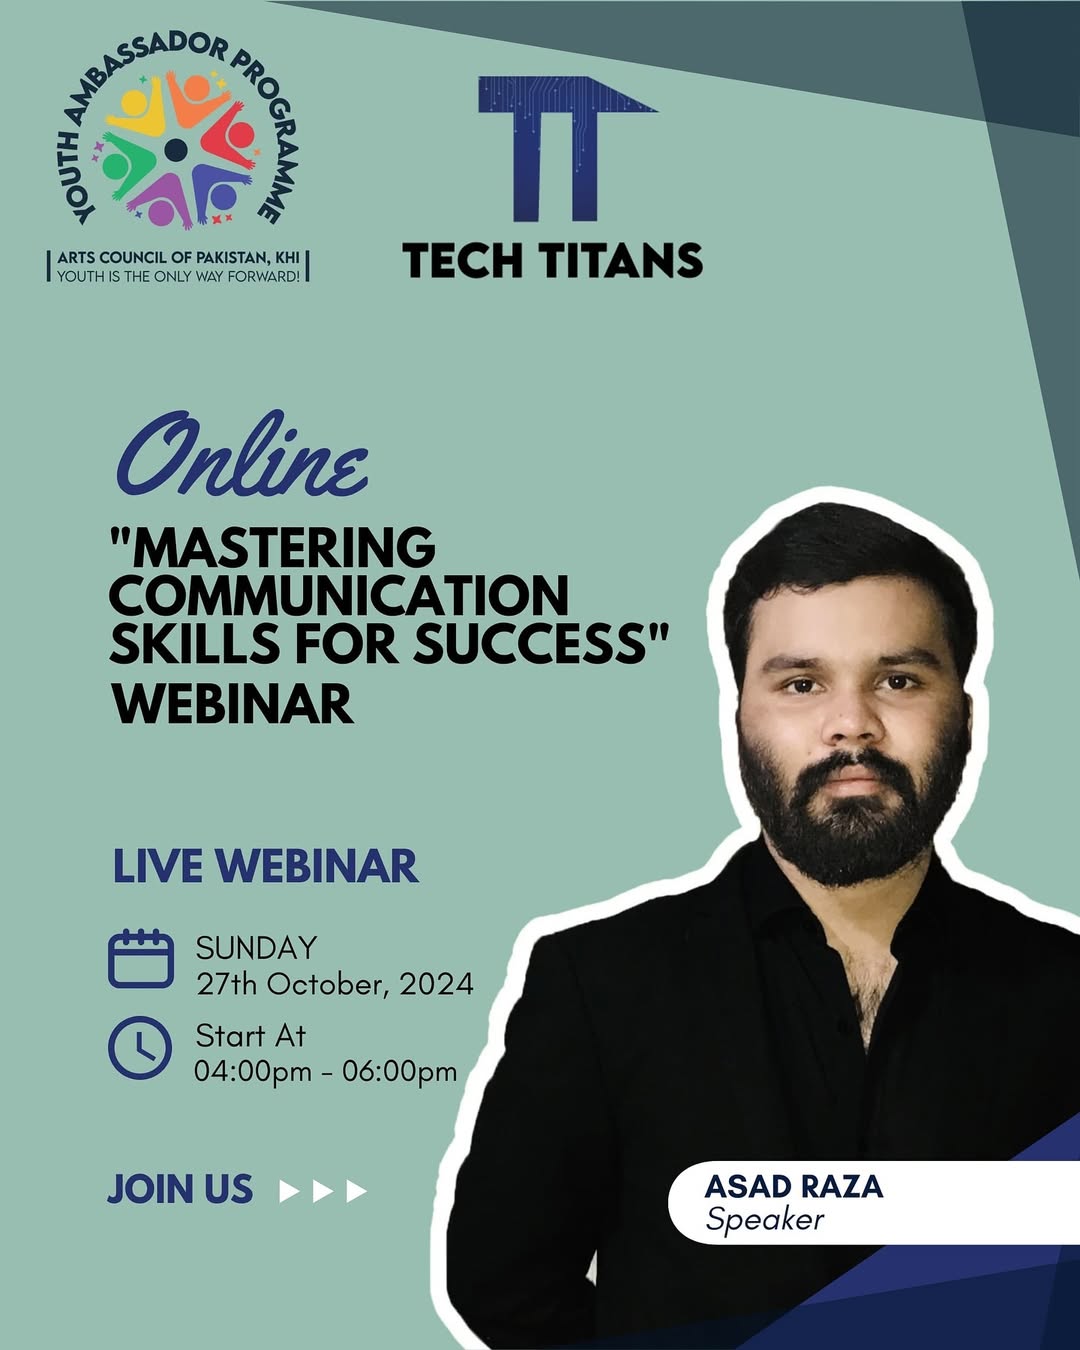 YOUTH AMBASSADOR PROGRAMME
ARTS COUNCIL OF PAKISTAN, KHI
YOUTH IS THE ONLY WAY FORWARD!
TECH TITANS
Online
"MASTERING
COMMUNICATION
SKILLS FOR SUCCESS"
WEBINAR
LIVE WEBINAR
SUNDAY
27th October, 2024
Start At
04:00pm - 06:00pm
JOIN US
ASAD RAZA
Speaker